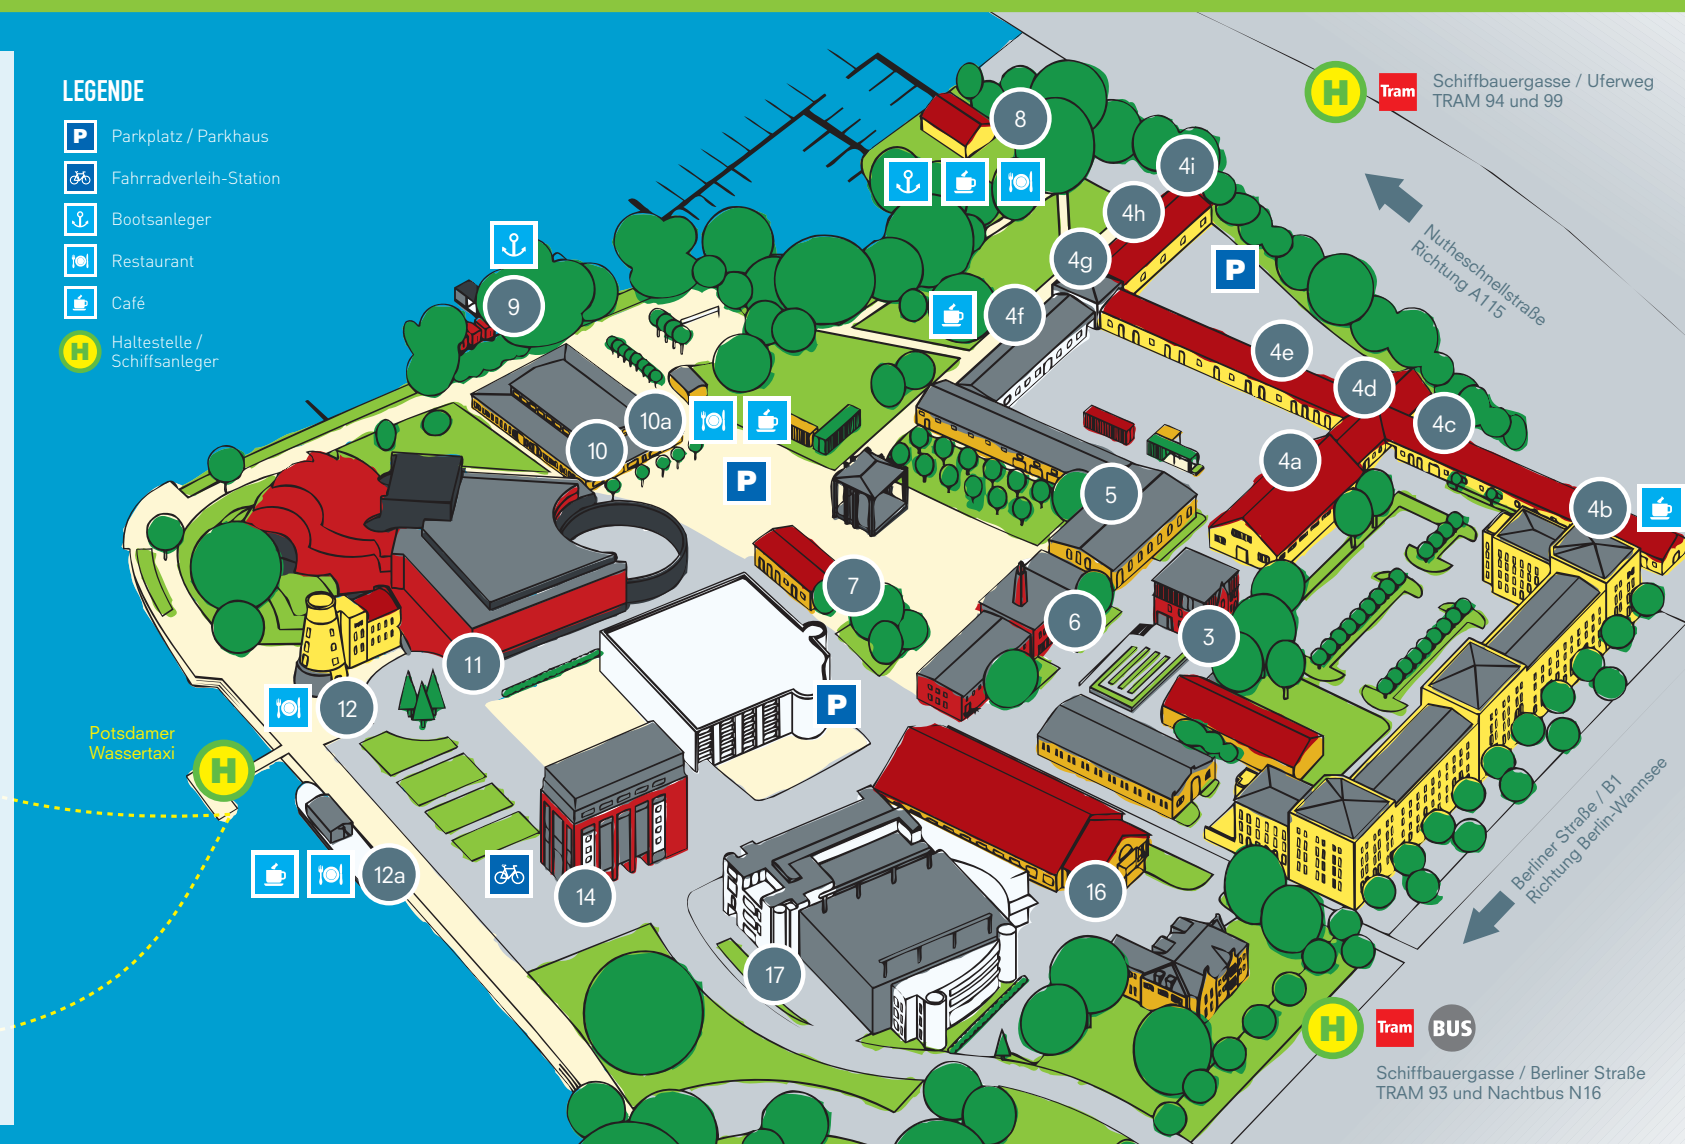 LEGENDE
P
Parkplatz / Parkhaus
Fahrradverleih-Station
Bootsanleger
Restaurant
Café
H
Haltestelle /
Schiffsanleger
H
Tram
Schiffbauergasse / Uferweg
TRAM 94 und 99
Nutheschnellstraße
Richtung A115
8
4i
4h
4g
P
4f
9
4e
4d
4c
4a
4b
10a
10
P
5
7
6
3
11
12
P
Potsdamer
Wassertaxi
H
12a
14
16
17
Berliner Straße / B1
Richtung Berlin-Wannsee
H
Tram
BUS
Schiffbauergasse / Berliner Straße
TRAM 93 und Nachtbus N16